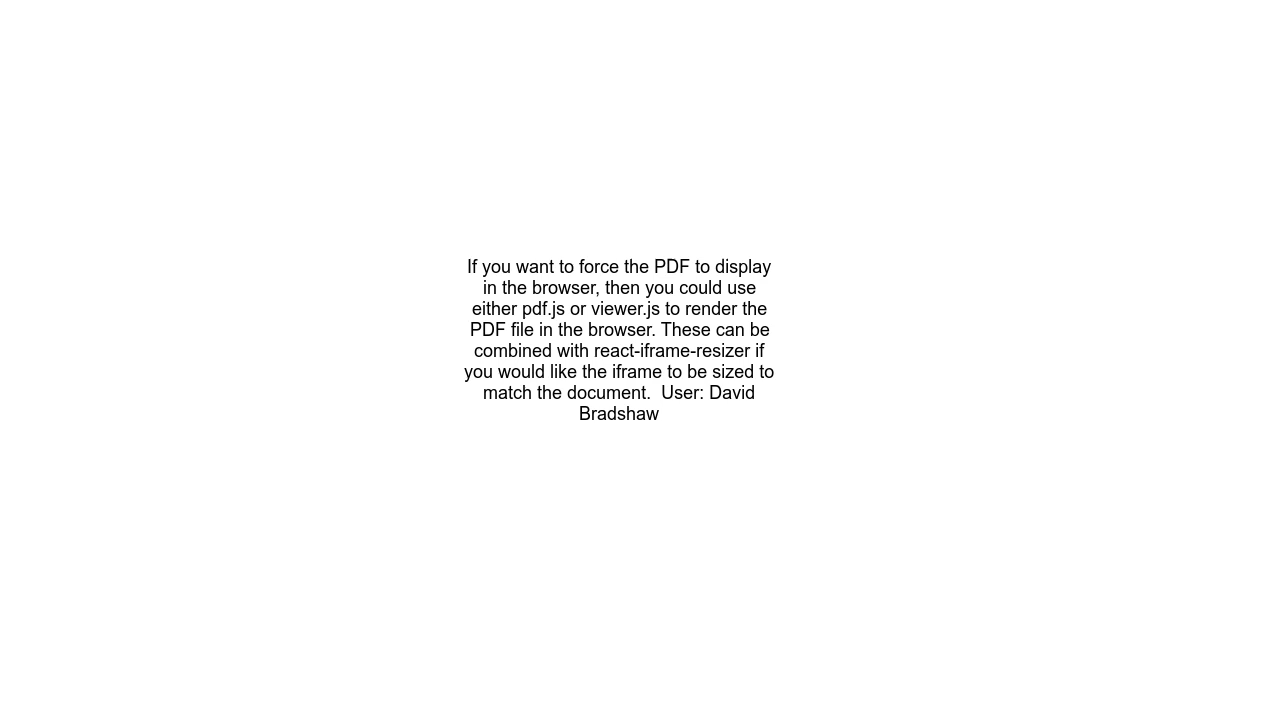 If you want to force the PDF to display
in the browser, then you could use
either pdf.js or viewer.js to render the
PDF file in the browser. These can be
combined with react-iframe-resizer if
you would like the iframe to be sized to
match the document.  User: David
Bradshaw